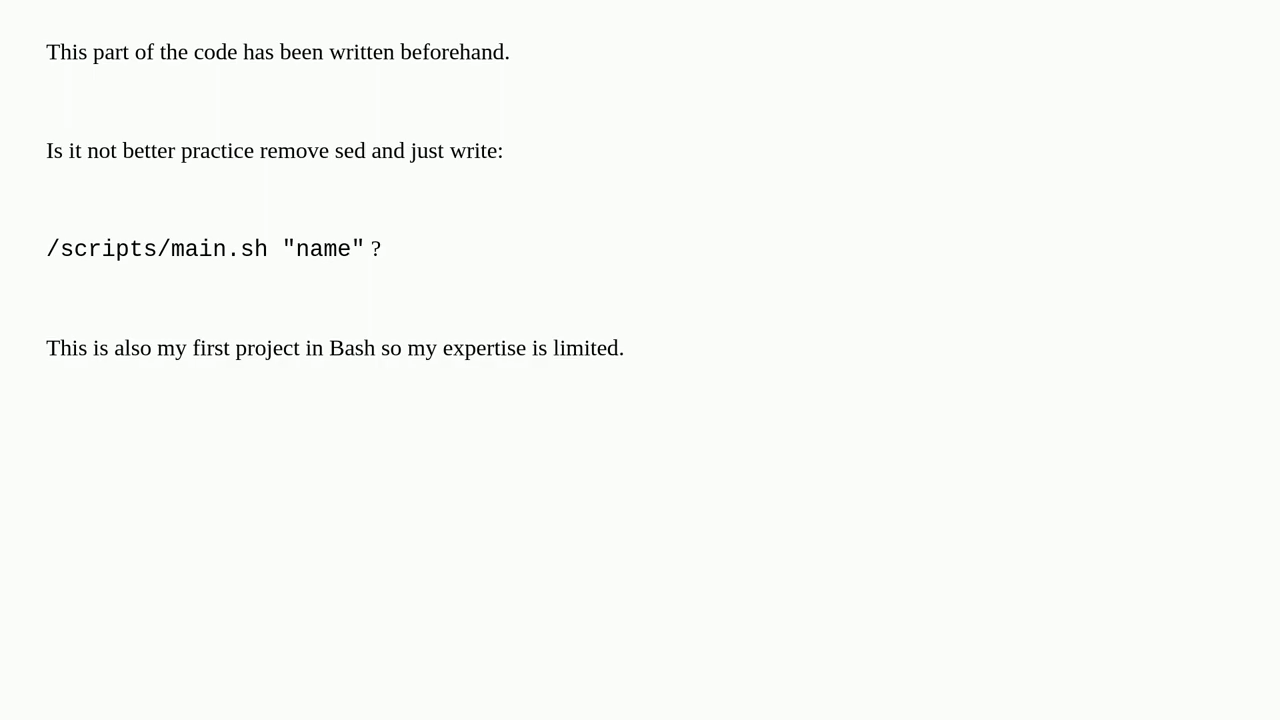 This part of the code has been written beforehand.
Is it not better practice remove sed and just write:
/scripts/main.sh "name" ?
This is also my first project in Bash so my expertise is limited.